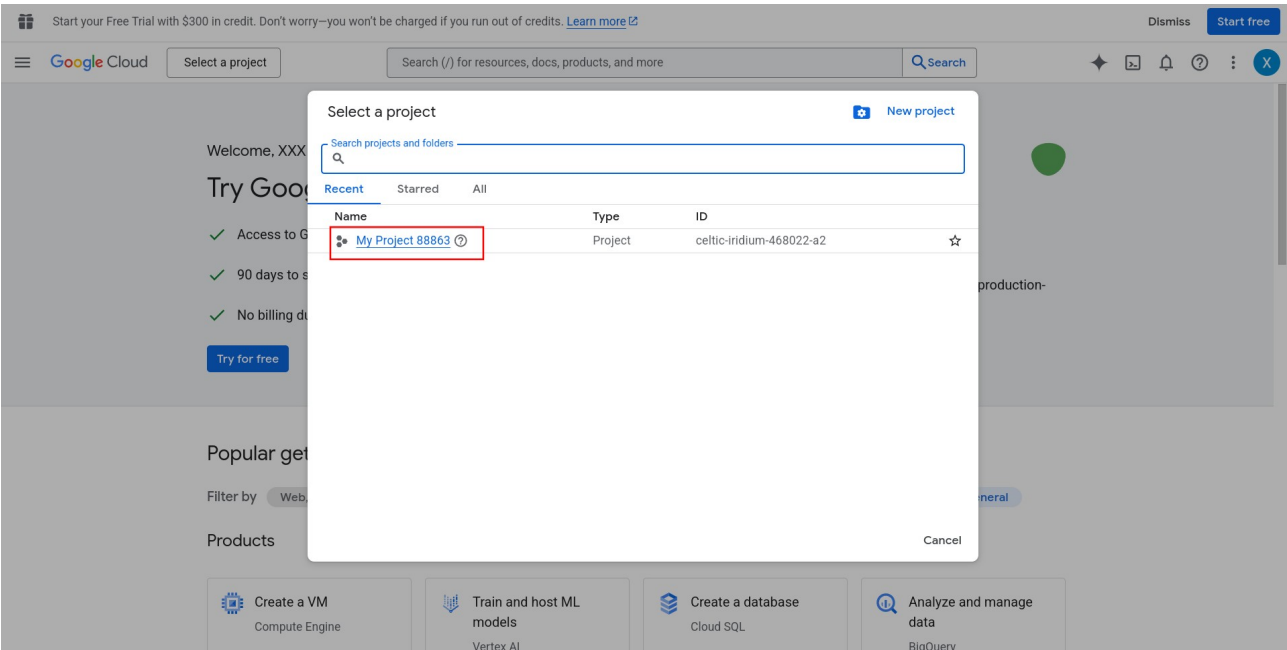 Start your Free Trial with $300 in credit. Don't worry—you won't be charged if you run out of credits. Learn more
Dismiss
Start free
Google Cloud
Select a project
Search (/) for resources, docs, products, and more
Search
X
Select a project
New project
Search projects and folders
Recent Starred All
Name Type ID
My Project 88863 Project celtic-iridium-468022-a2
Cancel
Welcome, XXX
Try Goog
Access to G
90 days to s
No billing du
production-
Try for free
Popular get
Filter by Web,
eneral
Products
Create a VM
Compute Engine
Train and host ML
models
Vertex AI
Create a database
Cloud SQL
Analyze and manage
data
BigQuery